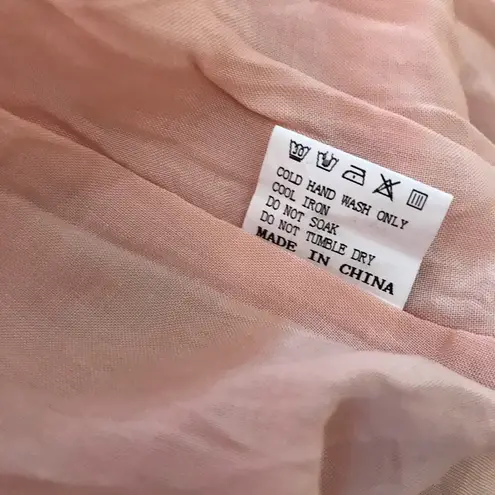 COLD HAND WASH ONLY
COOL IRON
DO NOT SOAK
DO NOT TUMBLE DRY
MADE IN CHINA